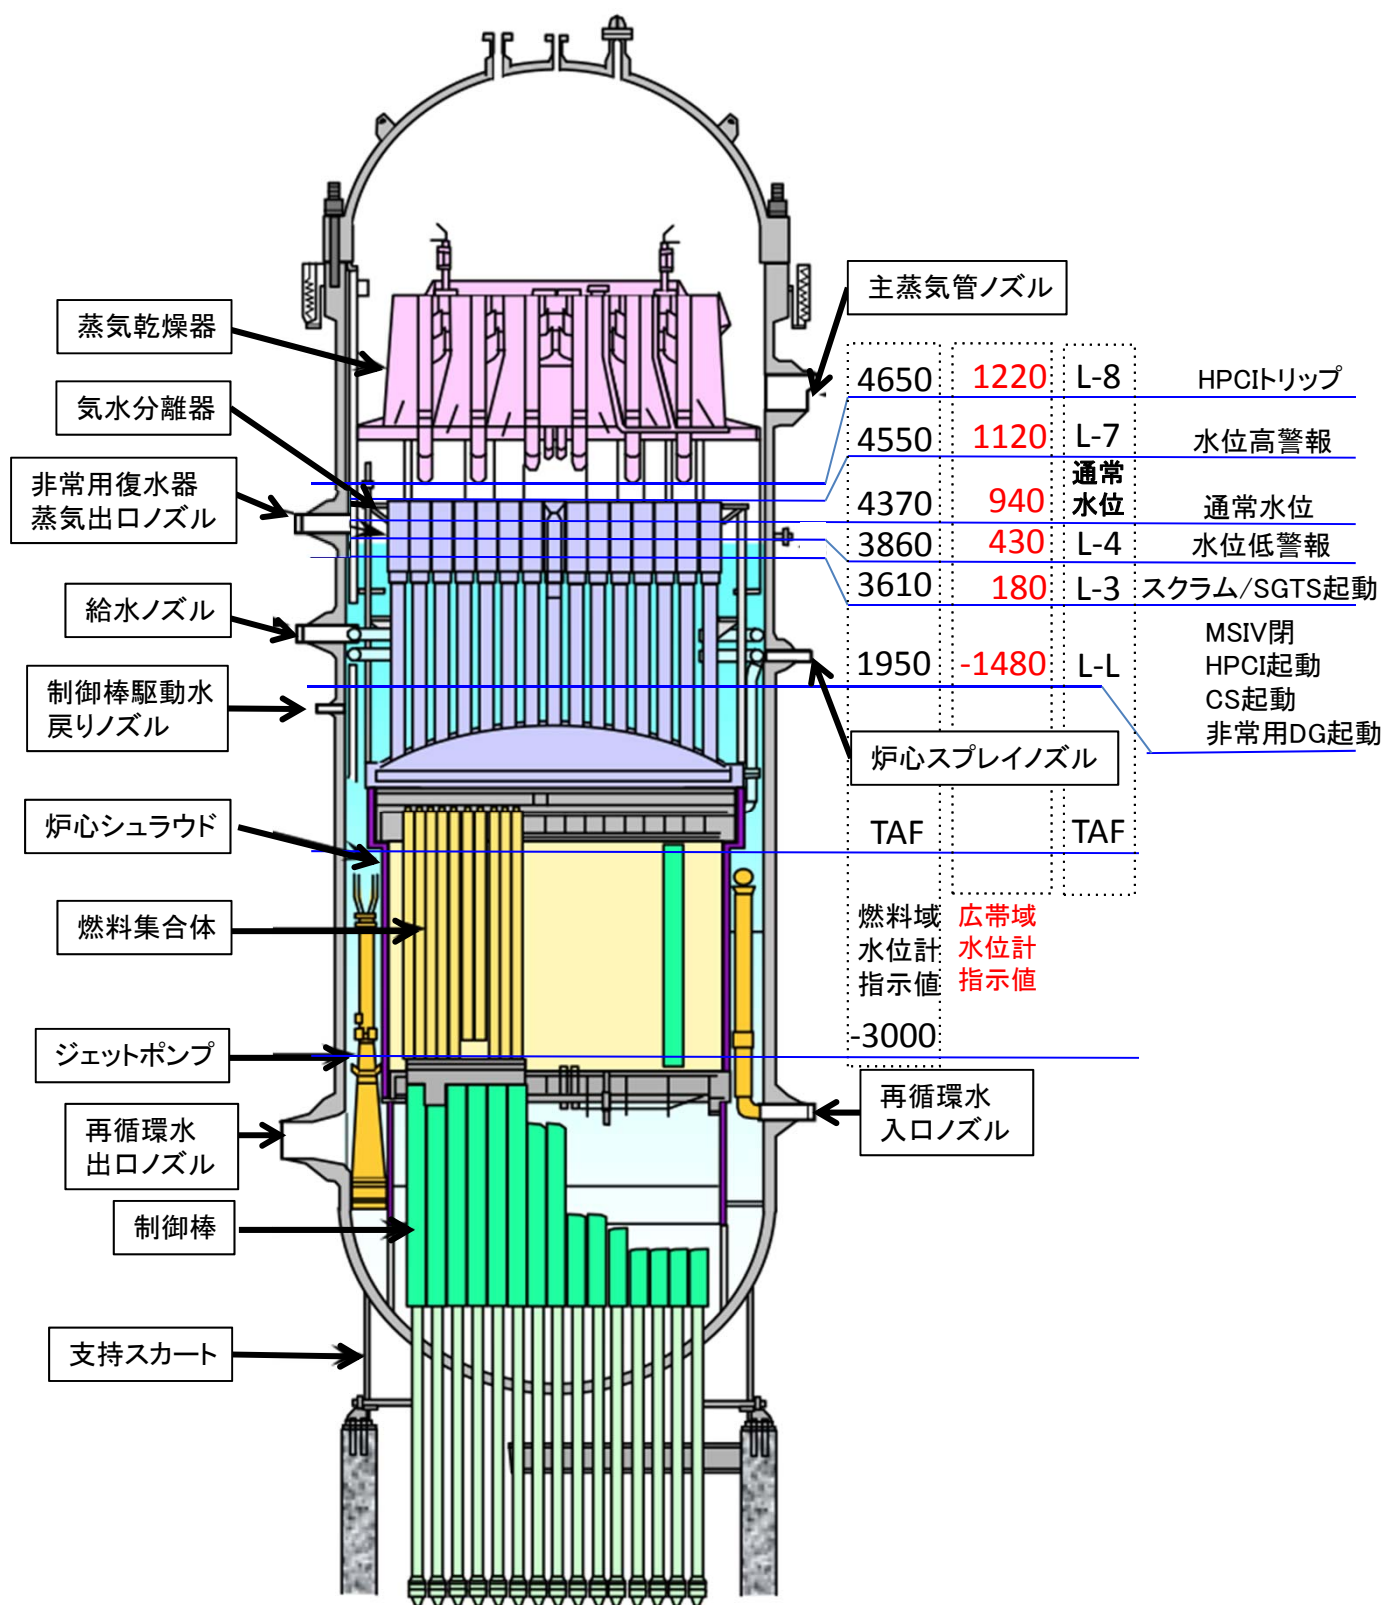 主蒸気管ノズル
蒸気乾燥器
気水分離器
非常用復水器
蒸気出口ノズル
給水ノズル
制御棒駆動水
戻りノズル
炉心シュラウド
燃料集合体
ジェットポンプ
再循環水
出口ノズル
制御棒
支持スカート
4650 1220 L-8 HPCIトリップ
4550 1120 L-7 水位高警報
通常
水位
4370 940 通常水位
3860 430 L-4 水位低警報
3610 180 L-3 スクラム/SGTS起動
1950 -1480 L-L
MSIV閉
HPCI起動
CS起動
非常用DG起動
炉心スプレイノズル
TAF TAF
燃料域
水位計
指示値
広帯域
水位計
指示値
-3000
再循環水
入口ノズル